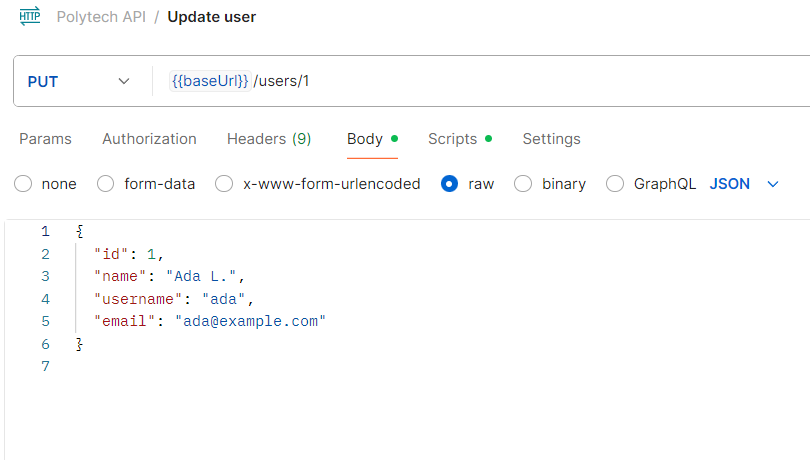 HTTP Polytech API / Update user
PUT {{baseUrl}} /users/1
Params Authorization Headers (9) Body Scripts Settings
none form-data x-www-form-urlencoded raw binary GraphQL JSON
1 {
2 "id": 1,
3 "name": "Ada L.",
4 "username": "ada",
5 "email": "ada@example.com"
6 }
7